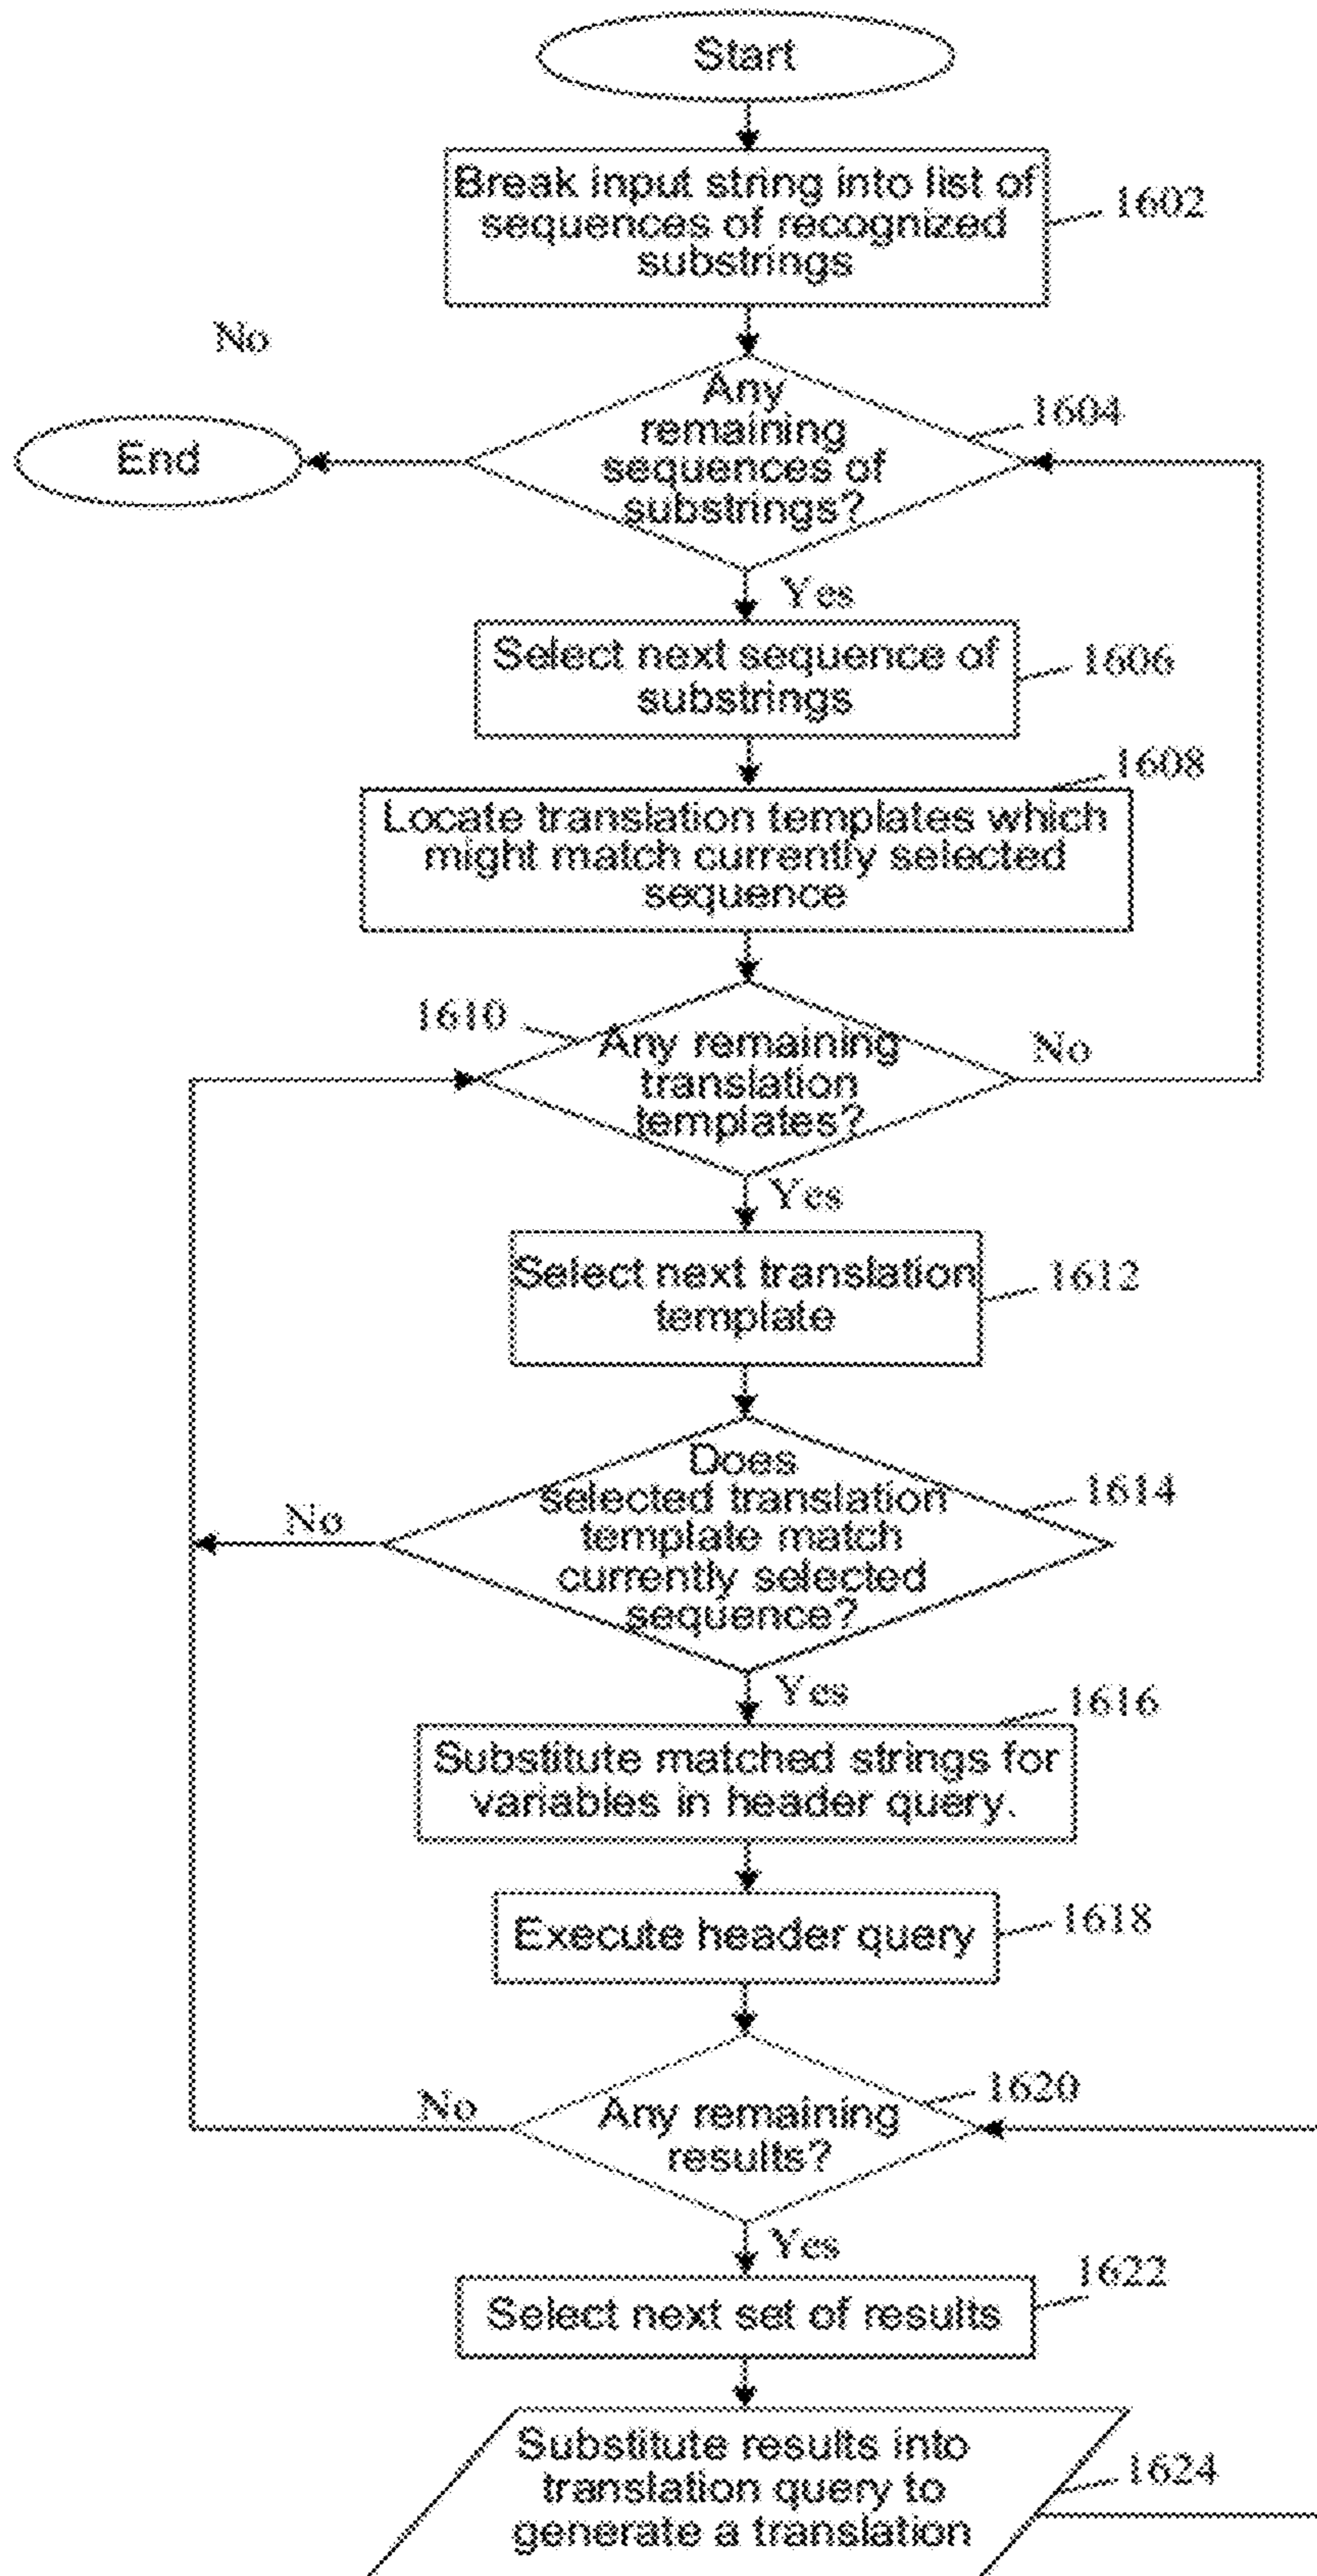 Start
Break input string into list of
sequences of recognized
substrings
1602
No
Any
remaining
sequences of
substrings?
1604
End
Yes
Select next sequence of
substrings
1606
1608
Locate translation templates which
might match currently selected
sequence
1610
Any remaining
translation
templates?
No
Yes
Select next translation
template
1612
Does
selected translation
template match
currently selected
sequence?
1614
No
Yes
1616
Substitute matched strings for
variables in header query.
Execute header query
1618
1620
No
Any remaining
results?
Yes
1622
Select next set of results
Substitute results into
translation query to
generate a translation
1624